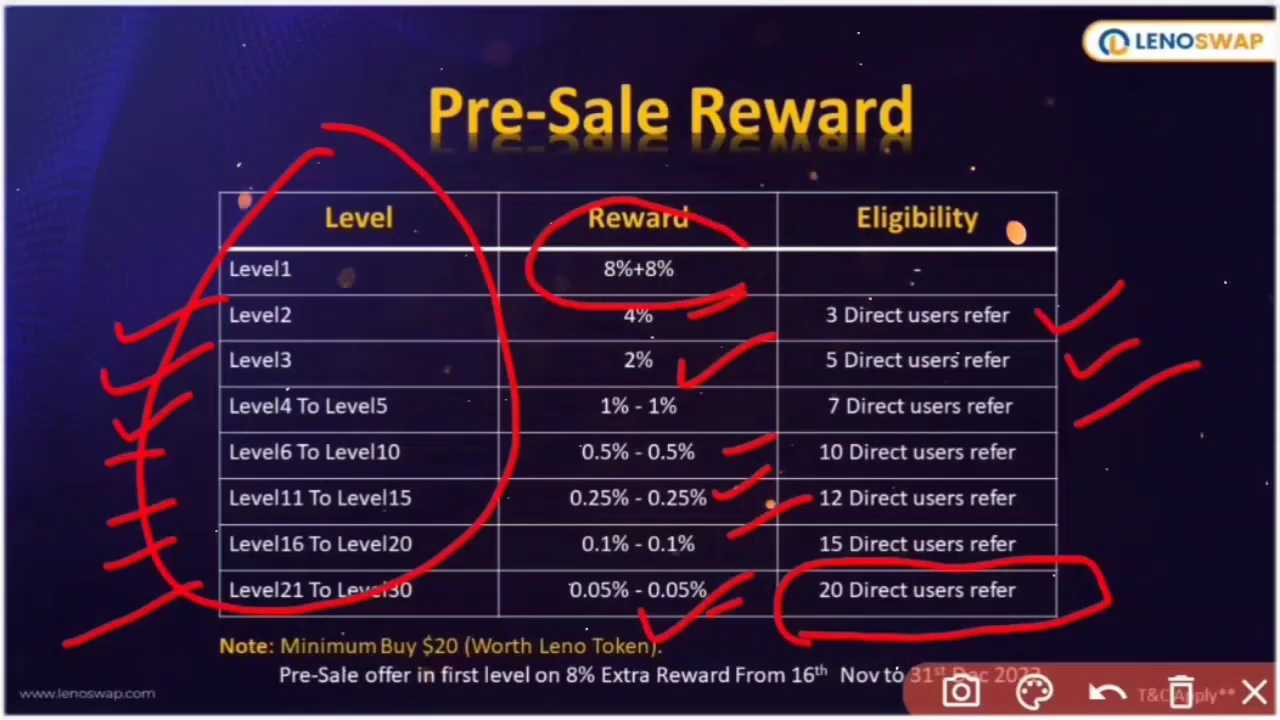 LENOSWAP
Pre-Sale Reward
Level Reward Eligibility
Level1 8%+8% -
Level2 4% 3 Direct users refer
Level3 2% 5 Direct users refer
Level4 To Level5 1% - 1% 7 Direct users refer
Level6 To Level10 0.5% - 0.5% 10 Direct users refer
Level11 To Level15 0.25% - 0.25% 12 Direct users refer
Level16 To Level20 0.1% - 0.1% 15 Direct users refer
Level21 To Level30 0.05% - 0.05% 20 Direct users refer
Note: Minimum Buy $20 (Worth Leno Token).
Pre-Sale offer in first level on 8% Extra Reward From 16th Nov to 31st Dec
www.lenoswap.com T&C Apply**